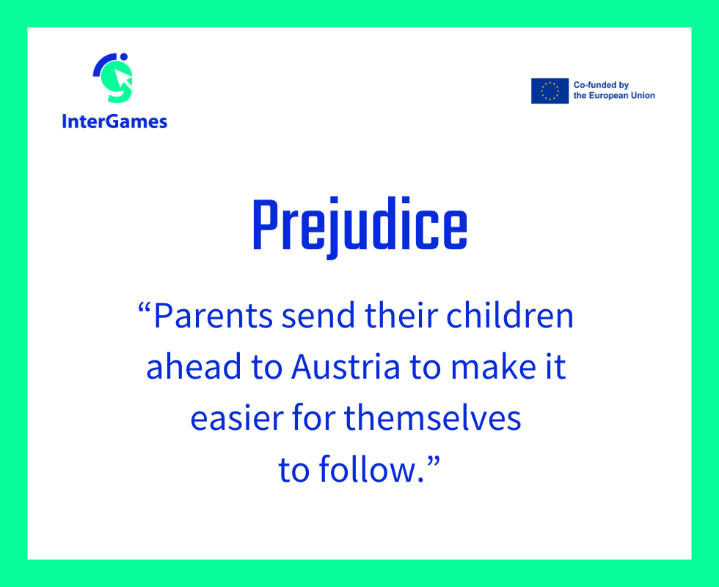 InterGames
Co-funded by
the European Union
Prejudice
“Parents send their children
ahead to Austria to make it
easier for themselves
to follow.”